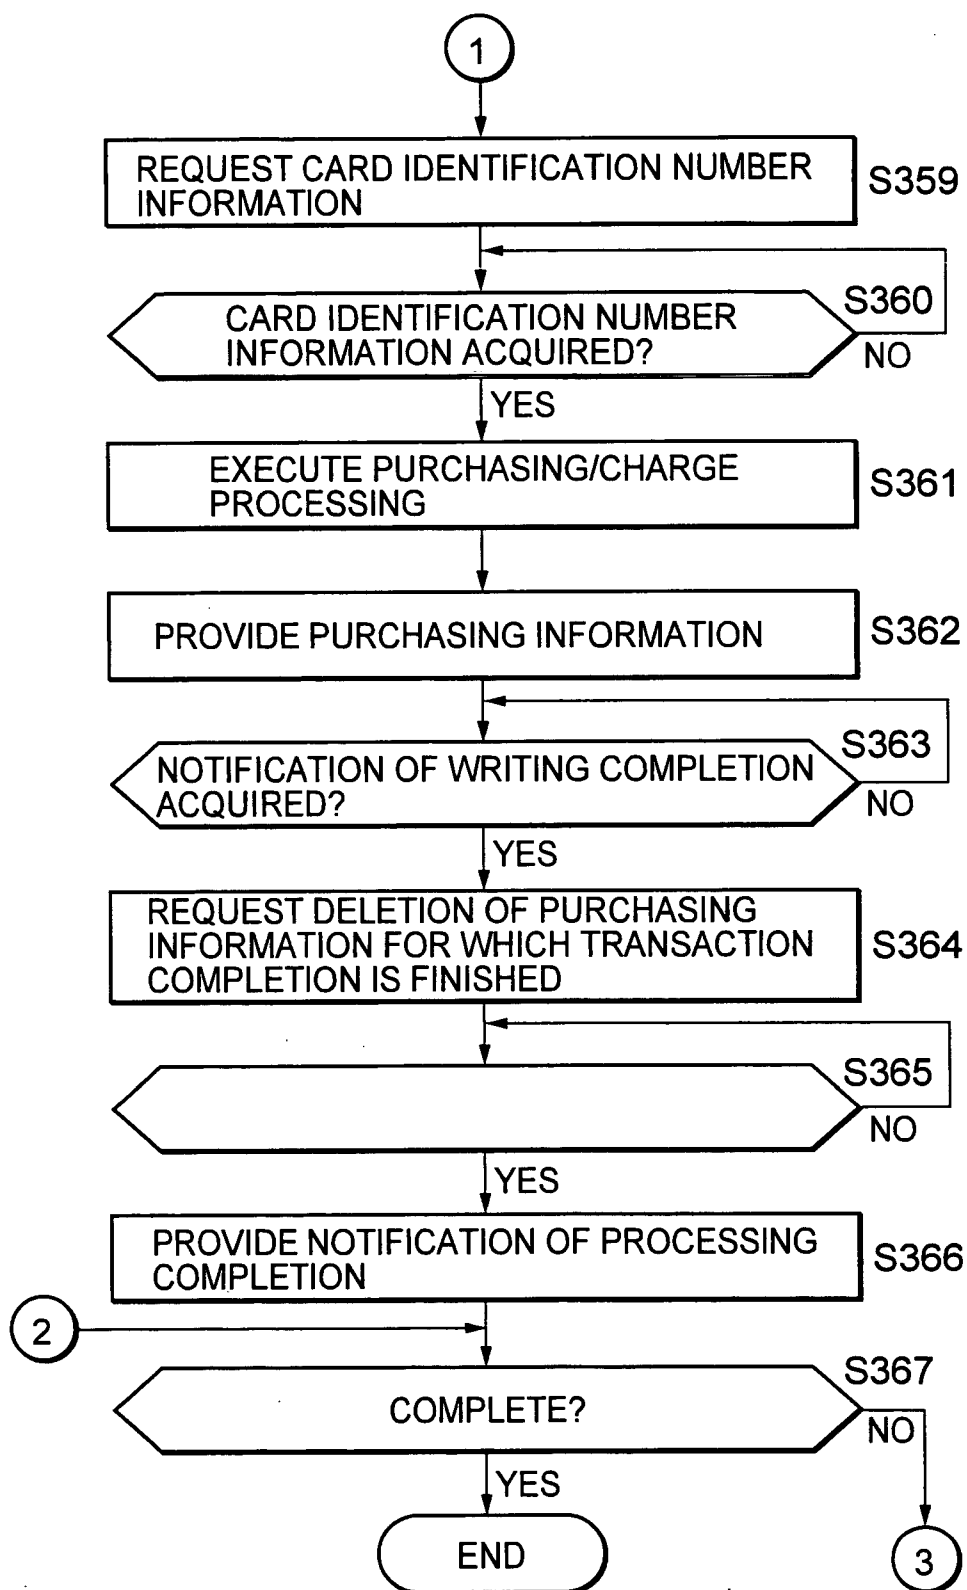 1
REQUEST CARD IDENTIFICATION NUMBER
INFORMATION
S359
S360
CARD IDENTIFICATION NUMBER
INFORMATION ACQUIRED?
NO
YES
EXECUTE PURCHASING/CHARGE
PROCESSING
S361
PROVIDE PURCHASING INFORMATION
S362
S363
NOTIFICATION OF WRITING COMPLETION
ACQUIRED?
NO
YES
REQUEST DELETION OF PURCHASING
INFORMATION FOR WHICH TRANSACTION
COMPLETION IS FINISHED
S364
S365
NO
YES
PROVIDE NOTIFICATION OF PROCESSING
COMPLETION
S366
2
S367
COMPLETE?
NO
YES
END
3